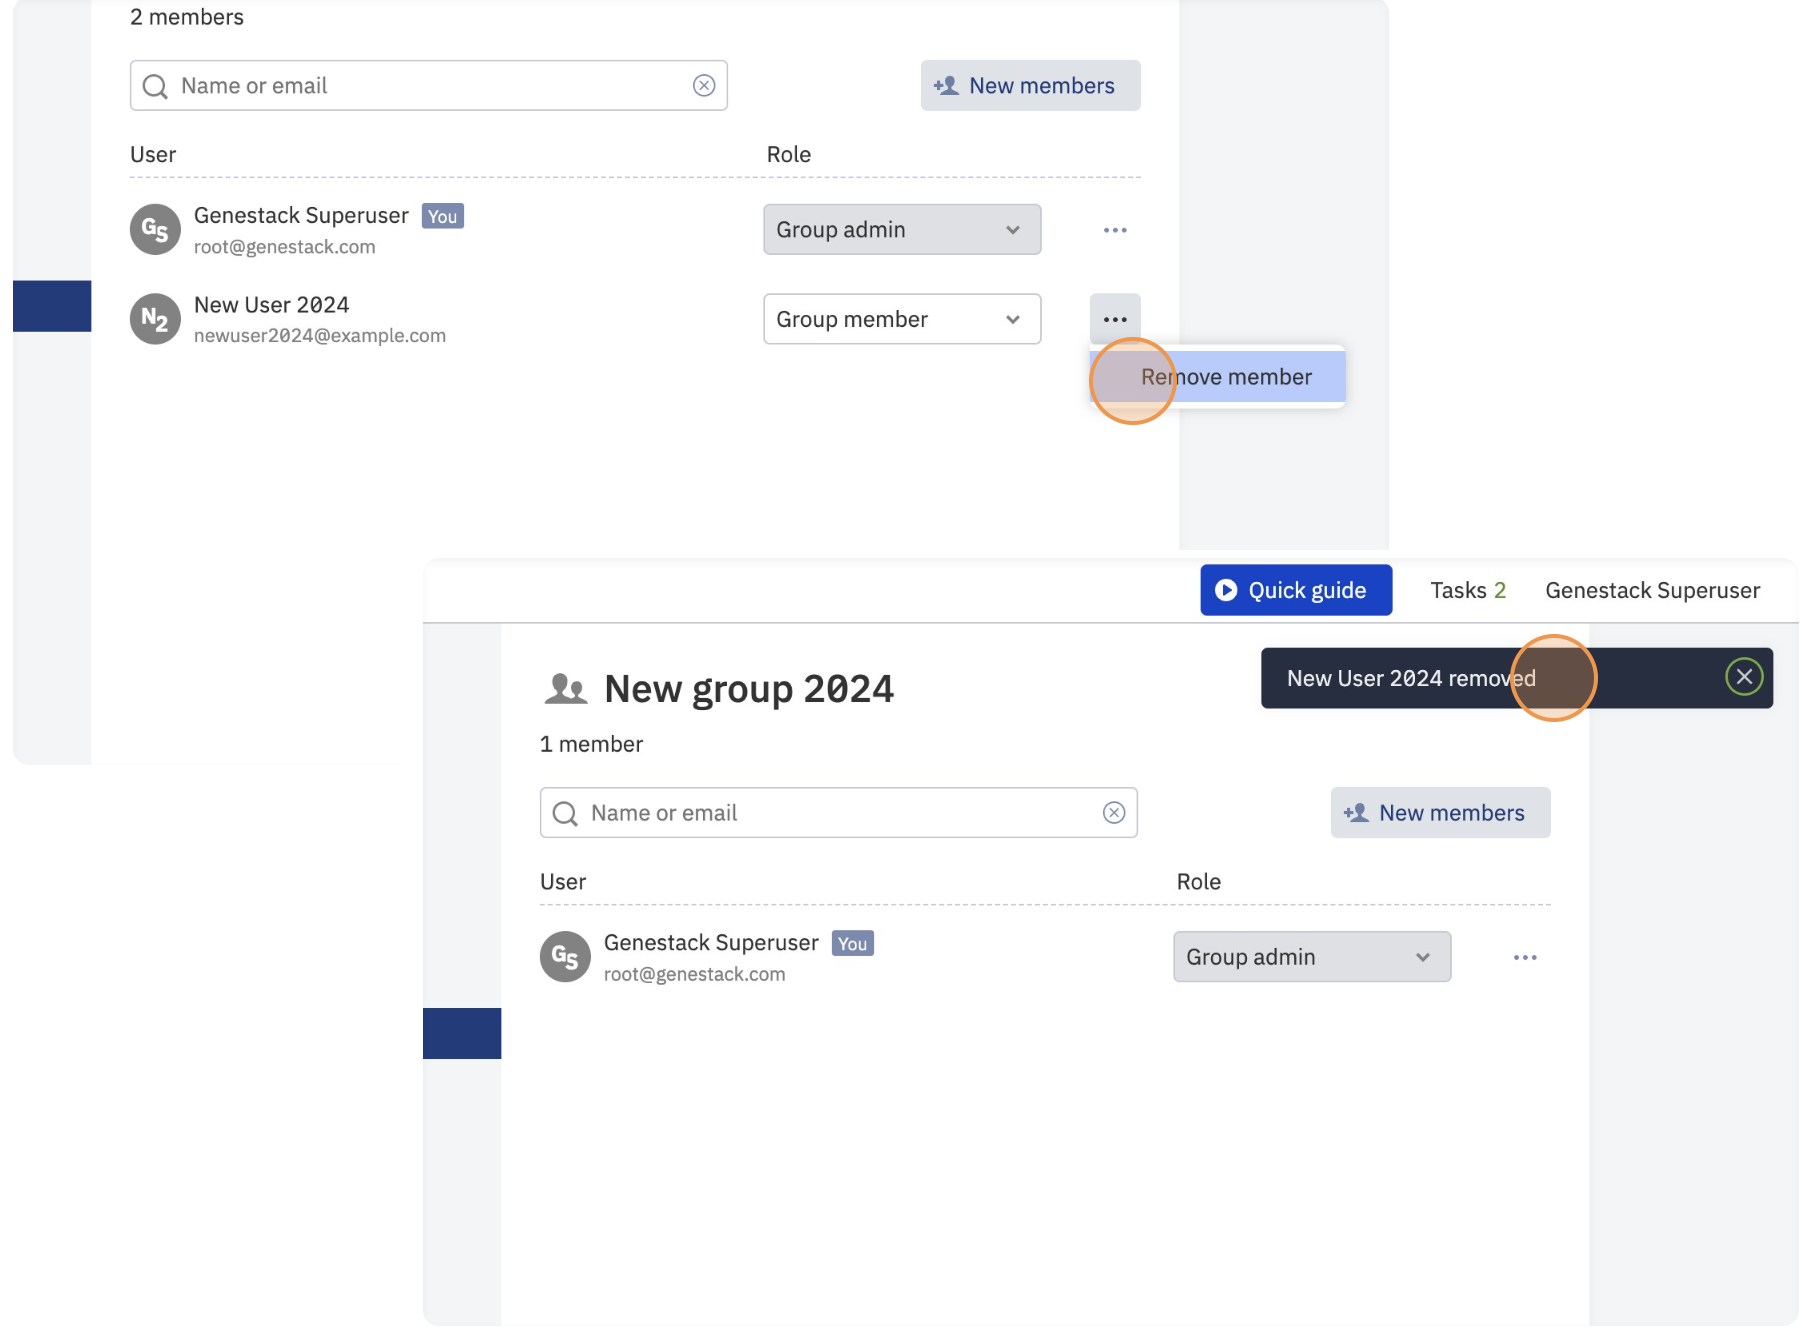 2 members
Name or email
New members
User Role
GS Genestack Superuser You Group admin
root@genestack.com
N2 New User 2024 Group member
newuser2024@example.com
Remove member
Quick guide Tasks 2 Genestack Superuser
New group 2024
New User 2024 removed
1 member
Name or email
New members
User Role
GS Genestack Superuser You Group admin
root@genestack.com